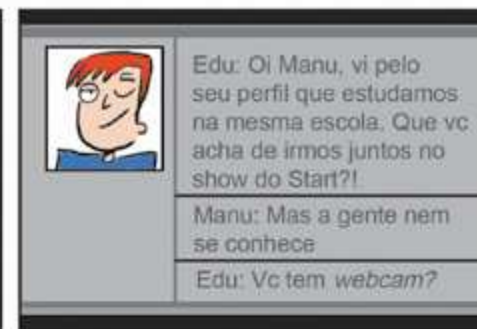 Edu: Oi Manu, vi pelo
seu perfil que estudamos
na mesma escola. Que vc
acha de irmos juntos no
show do Start?!
Manu: Mas a gente nem
se conhece
Edu: Vc tem webcam?